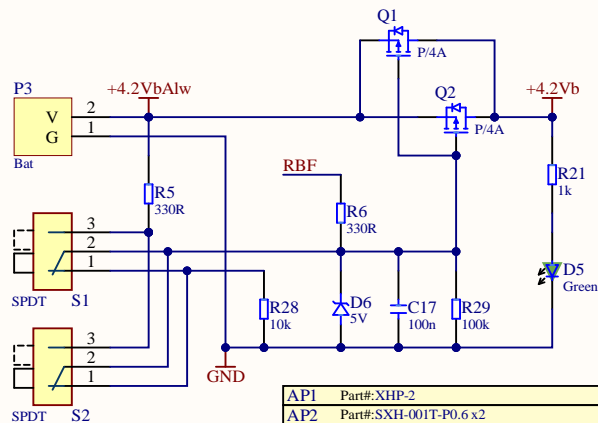 Q1
P/4A
P3
+4.2VbAlw
Q2
+4.2Vb
V 2
G 1
P/4A
Bat
RBF
R5
330R
R21
1k
R6
330R
3
2
1
SPDT S1
D5
Green
R28
10k
D6
5V
C17
100n
R29
100k
3
2
1
GND
SPDT S2
AP1 Part#:XHP-2
AP2 Part#:SXH-001T-P0.6 x2